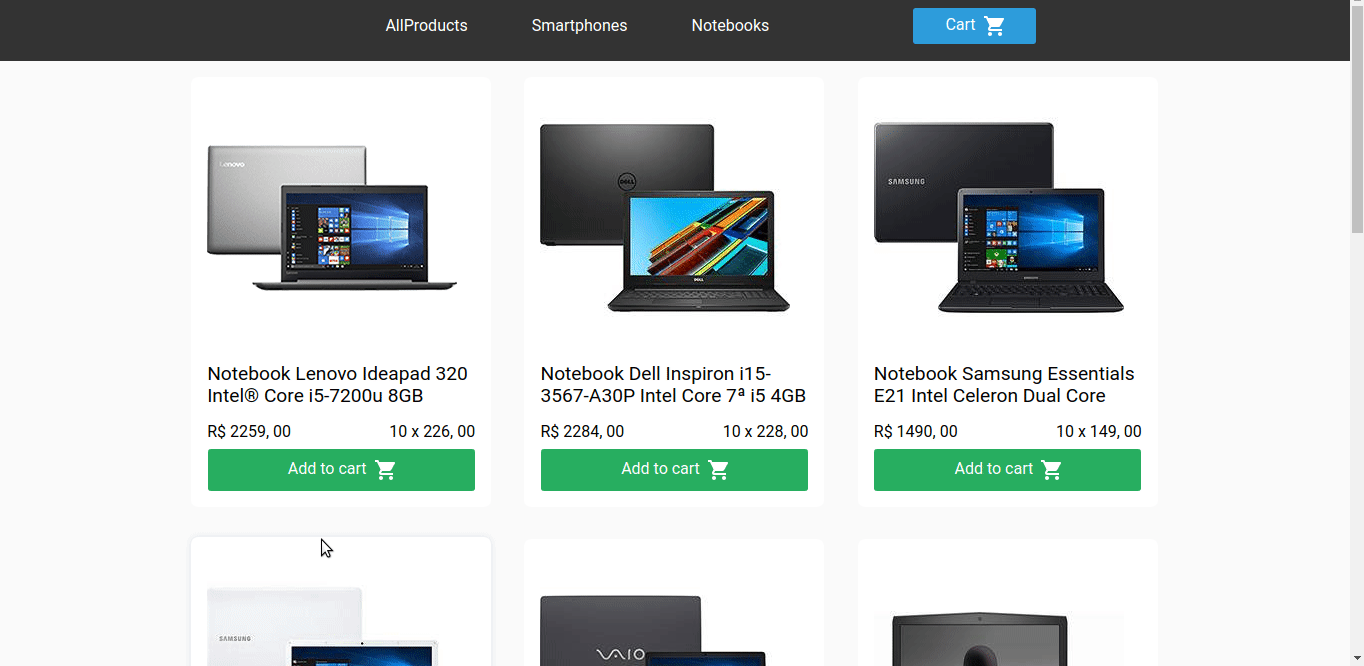 AllProducts Smartphones Notebooks Cart
Lenovo
DELL
DELL
SAMSUNG
Notebook Lenovo Ideapad 320
Intel® Core i5-7200u 8GB
R$ 2259, 00 10 x 226, 00
Add to cart
Notebook Dell Inspiron i15-
3567-A30P Intel Core 7ª i5 4GB
R$ 2284, 00 10 x 228, 00
Add to cart
Notebook Samsung Essentials
E21 Intel Celeron Dual Core
R$ 1490, 00 10 x 149, 00
Add to cart
SAMSUNG
VAIO